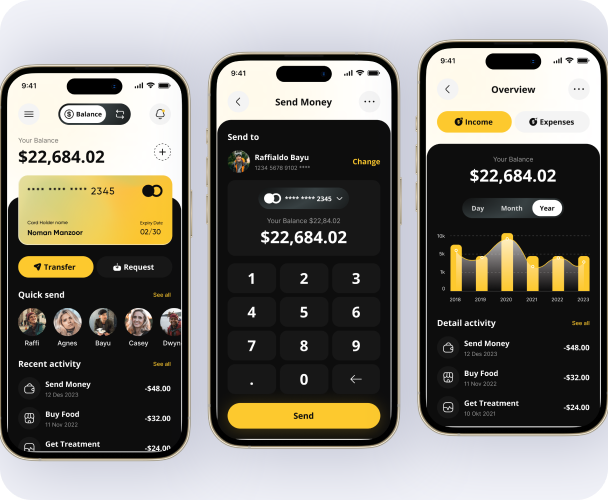 9:41
Balance
Your Balance
$22,684.02
**** **** **** 2345
Card Holder name
Expiry Date
Noman Manzoor
02/30
Transfer
Request
Quick send
See all
Raffi
Agnes
Bayu
Casey
Dwyn
Recent activity
See all
Send Money
12 Des 2023
-$48.00
Buy Food
11 Nov 2022
-$32.00
Get Treatment
-$24.00
9:41
Send Money
Send to
Raffialdo Bayu
1234 5678 9102 ****
Change
**** **** 2345
Your Balance $22,84.02
$22,684.02
1
2
3
4
5
6
7
8
9
.
0
Send
9:41
Overview
Income
Expenses
Your Balance
$22,684.02
Day
Month
Year
10k
5k
1k
0
2018
2019
2020
2021
2022
2023
Detail activity
See all
Send Money
12 Des 2023
-$48.00
Buy Food
11 Nov 2022
-$32.00
Get Treatment
10 Okt 2021
-$24.00